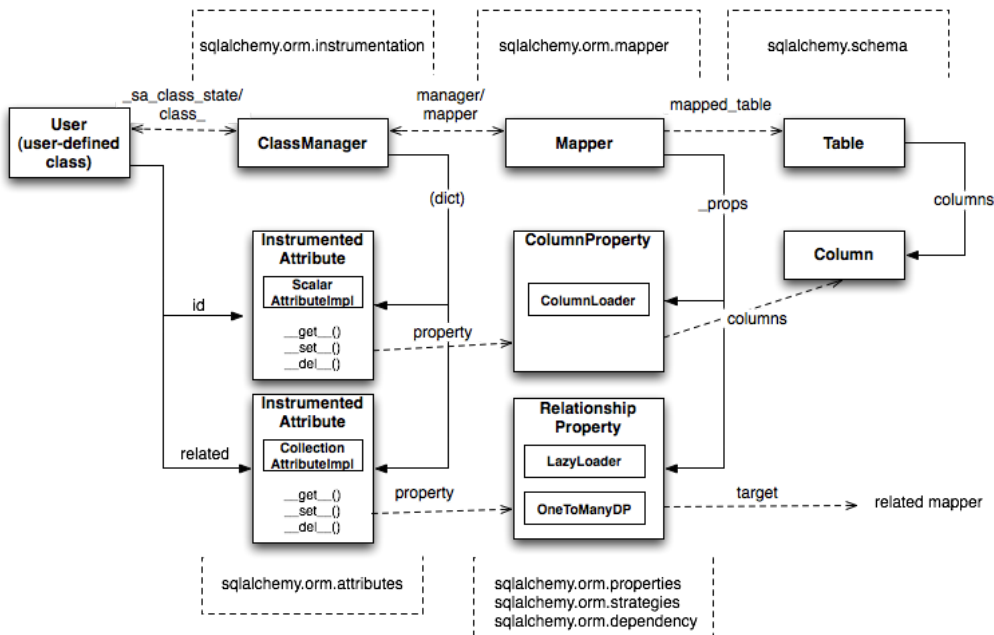 sqlalchemy.orm.instrumentation
sqlalchemy.orm.mapper
sqlalchemy.schema
_sa_class_state/
class_
manager/
mapper
mapped_table
User
(user-defined
class)
ClassManager
Mapper
Table
(dict)
_props
columns
Instrumented
Attribute
Scalar
AttributeImpl
__get__()
__set__()
__del__()
id
property
ColumnProperty
ColumnLoader
columns
Column
Instrumented
Attribute
Collection
AttributeImpl
__get__()
__set__()
__del__()
related
property
Relationship
Property
LazyLoader
OneToManyDP
target
related mapper
sqlalchemy.orm.attributes
sqlalchemy.orm.properties
sqlalchemy.orm.strategies
sqlalchemy.orm.dependency